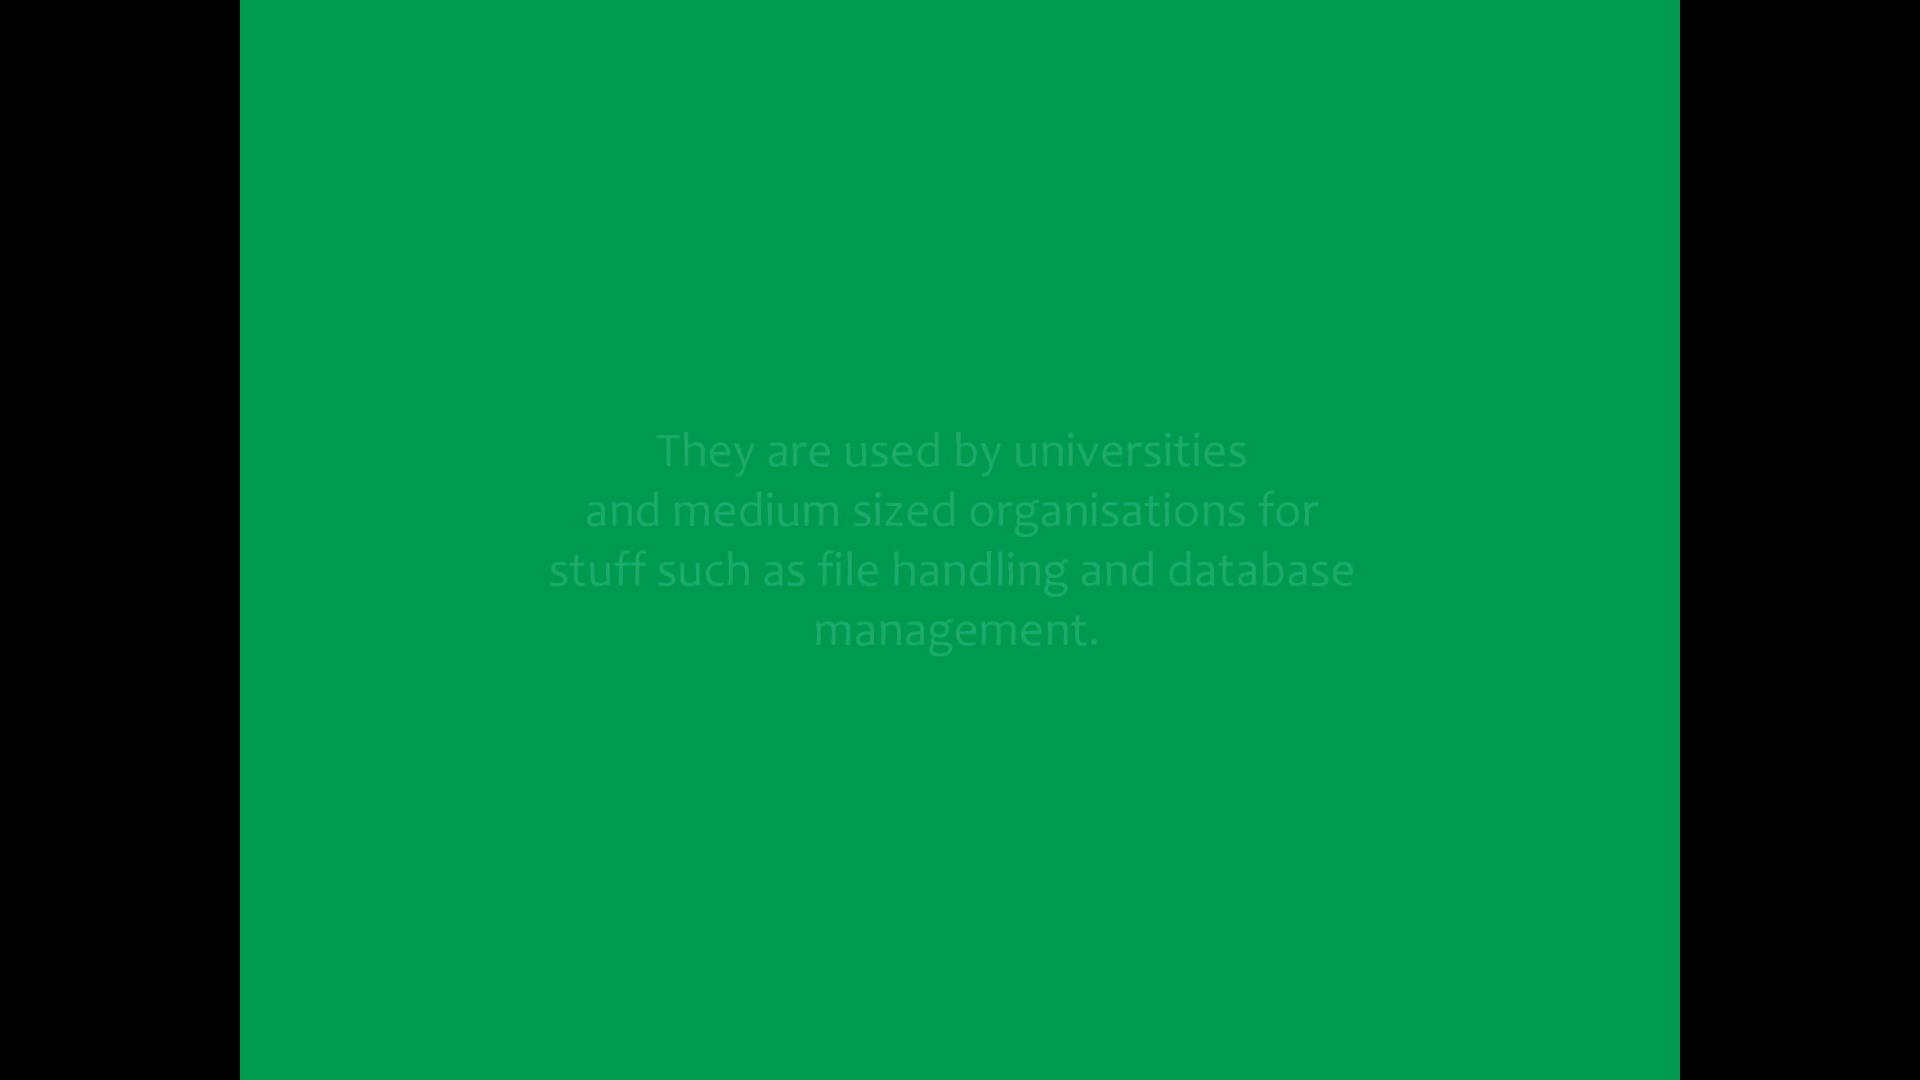 They are used by universities
and medium sized organisations for
stuff such as file handling and database
management.